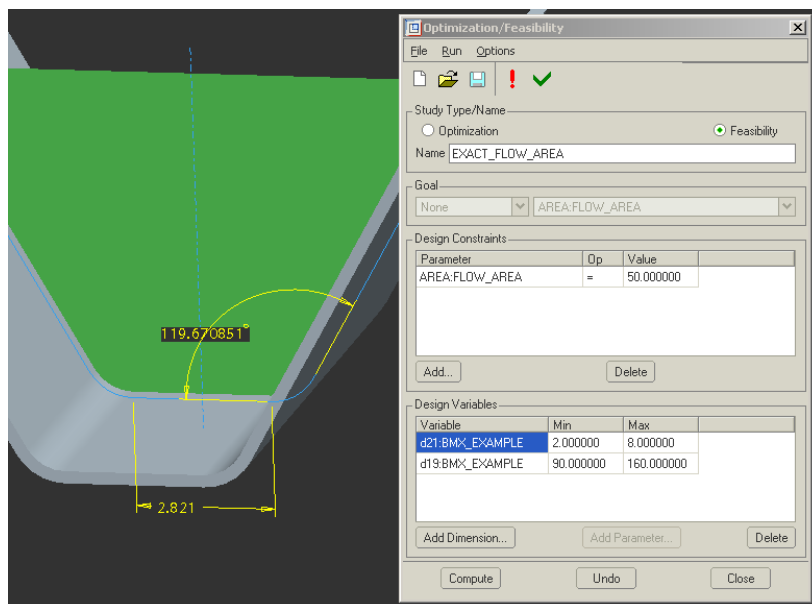 Optimization/Feasibility
File Run Options
Study Type/Name
Optimization Feasibility
Name EXACT_FLOW_AREA
Goal
None AREA:FLOW_AREA
Design Constraints
Parameter Op Value
AREA:FLOW_AREA = 50.000000
Add... Delete
Design Variables
Variable Min Max
d21:BMX_EXAMPLE 2.000000 8.000000
d19:BMX_EXAMPLE 90.000000 160.000000
Add Dimension... Add Parameter... Delete
Compute Undo Close
119.670851°
2.821